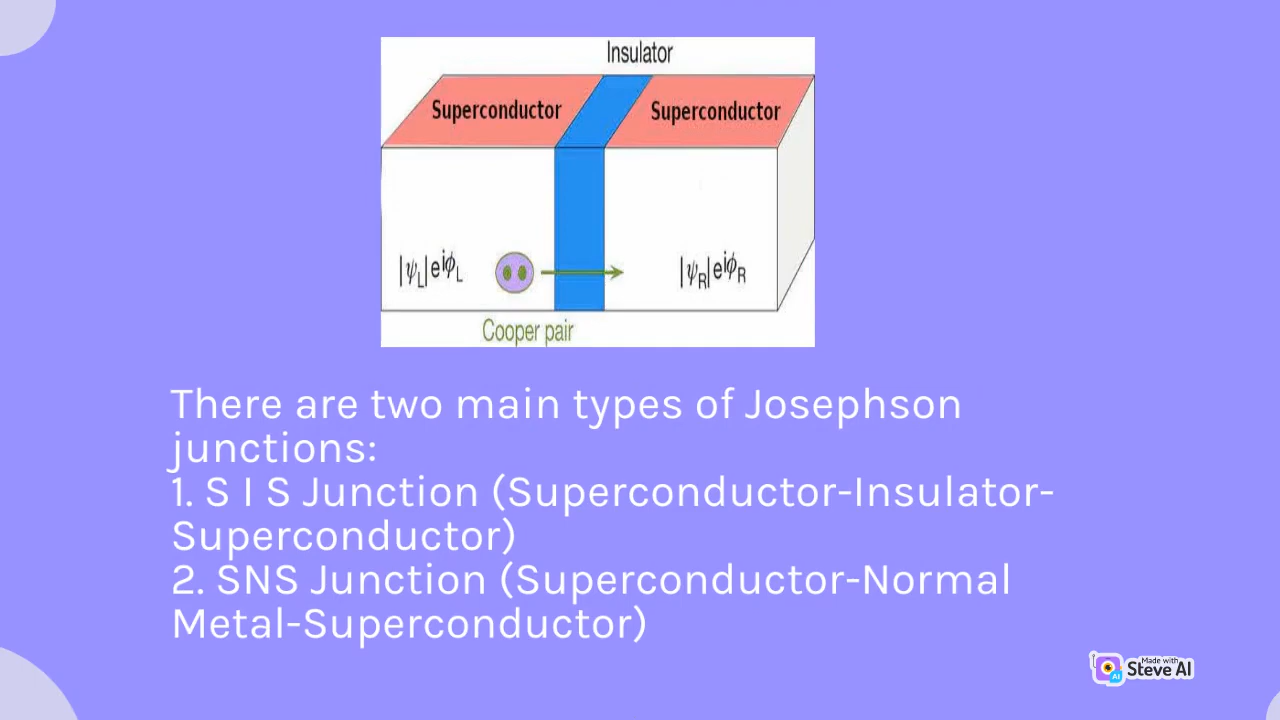 Insulator
Superconductor Superconductor
|ψL|eiϕL |ψR|eiϕR
Cooper pair
There are two main types of Josephson
junctions:
1. S I S Junction (Superconductor-Insulator-
Superconductor)
2. SNS Junction (Superconductor-Normal
Metal-Superconductor)
Made with
Steve AI
AI